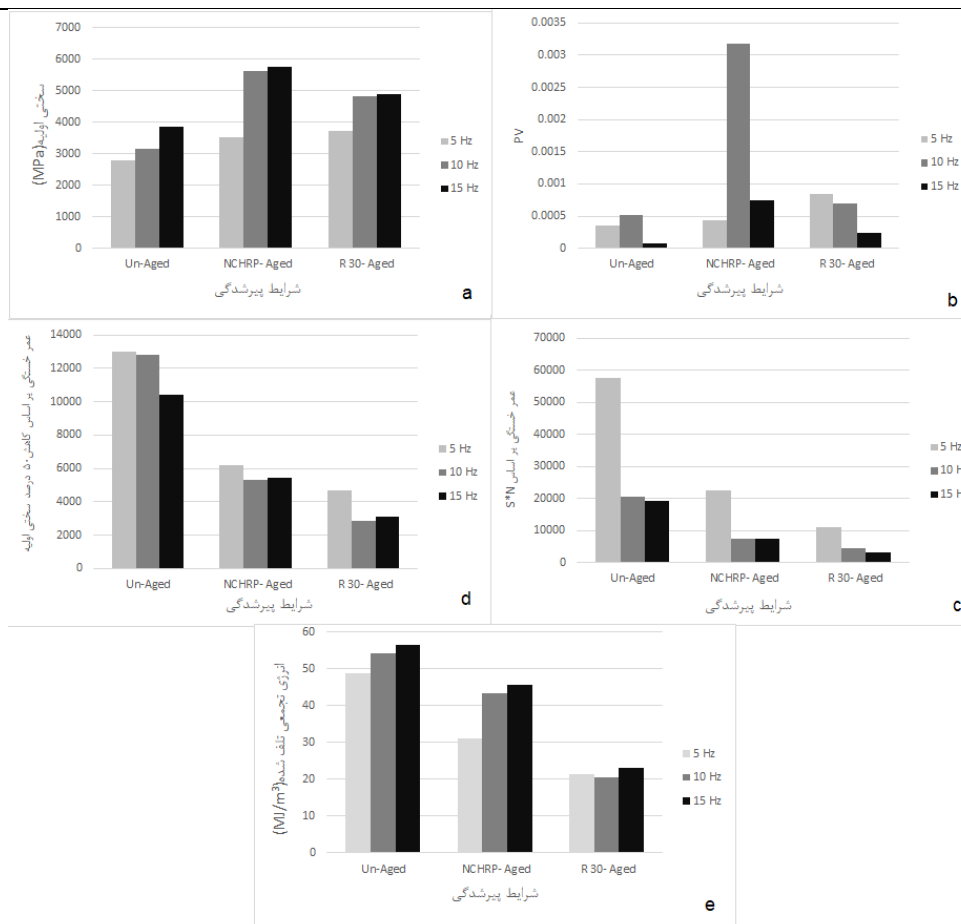 7000
6000
5000
4000
3000
2000
1000
0
سختی اولیه(MPa)
Un-Aged
NCHRP- Aged
R 30- Aged
شرایط پیرشدگی
5 Hz
10 Hz
15 Hz
a
0.0035
0.003
0.0025
0.002
0.0015
0.001
0.0005
0
PV
Un-Aged
NCHRP- Aged
R 30- Aged
شرایط پیرشدگی
5 Hz
10 Hz
15 Hz
b
14000
12000
10000
8000
6000
4000
2000
0
عمر خستگی بر اساس کاهش۵۰ درصد سختی اولیه
Un-Aged
NCHRP- Aged
R 30- Aged
شرایط پیرشدگی
5 Hz
10 Hz
15 Hz
d
70000
60000
50000
40000
30000
20000
10000
0
عمر خستگی بر اساس S*N
Un-Aged
NCHRP- Aged
R 30- Aged
شرایط پیرشدگی
5 Hz
10 Hz
15 H
c
60
50
40
30
20
10
0
انرژی تجمعی تلف شده(MJ/m³)
Un-Aged
NCHRP- Aged
R 30- Aged
شرایط پیرشدگی
5 Hz
10 Hz
15 Hz
e